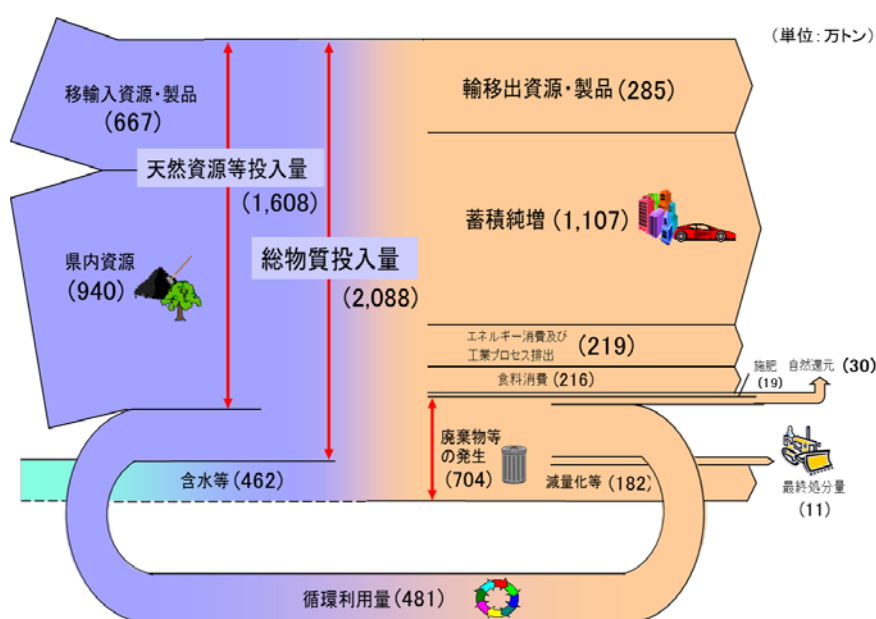 (単位:万トン)
移輸入資源・製品
(667)
輸移出資源・製品 (285)
天然資源等投入量
(1,608)
蓄積純増 (1,107)
総物質投入量
(2,088)
県内資源
(940)
エネルギー消費及び
工業プロセス排出
(219)
食料消費 (216)
施肥
(19)
自然還元 (30)
廃棄物等
の発生
(704)
含水等 (462)
減量化等 (182)
最終処分量
(11)
循環利用量 (481)